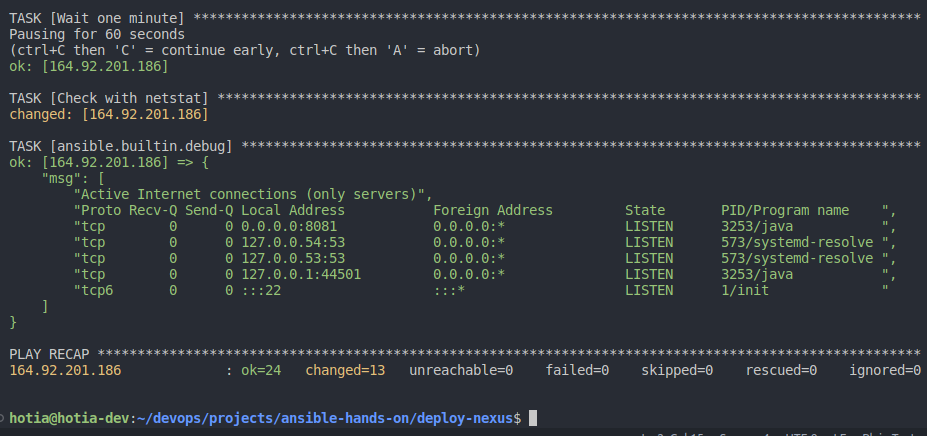 TASK [Wait one minute] *******************************************************************************************
Pausing for 60 seconds
(ctrl+C then 'C' = continue early, ctrl+C then 'A' = abort)
ok: [164.92.201.186]
TASK [Check with netstat] ****************************************************************************************
changed: [164.92.201.186]
TASK [ansible.builtin.debug] *************************************************************************************
ok: [164.92.201.186] => {
    "msg": [
        "Active Internet connections (only servers)",
        "Proto Recv-Q Send-Q Local Address           Foreign Address         State       PID/Program name    ",
        "tcp        0      0 0.0.0.0:8081            0.0.0.0:*               LISTEN      3253/java           ",
        "tcp        0      0 127.0.0.54:53           0.0.0.0:*               LISTEN      573/systemd-resolve ",
        "tcp        0      0 127.0.0.53:53           0.0.0.0:*               LISTEN      573/systemd-resolve ",
        "tcp        0      0 127.0.0.1:44501         0.0.0.0:*               LISTEN      3253/java           ",
        "tcp6       0      0 :::22                   :::*                    LISTEN      1/init              "
    ]
}
PLAY RECAP *******************************************************************************************************
164.92.201.186             : ok=24   changed=13   unreachable=0    failed=0    skipped=0    rescued=0    ignored=0
hotia@hotia-dev:~/devops/projects/ansible-hands-on/deploy-nexus$